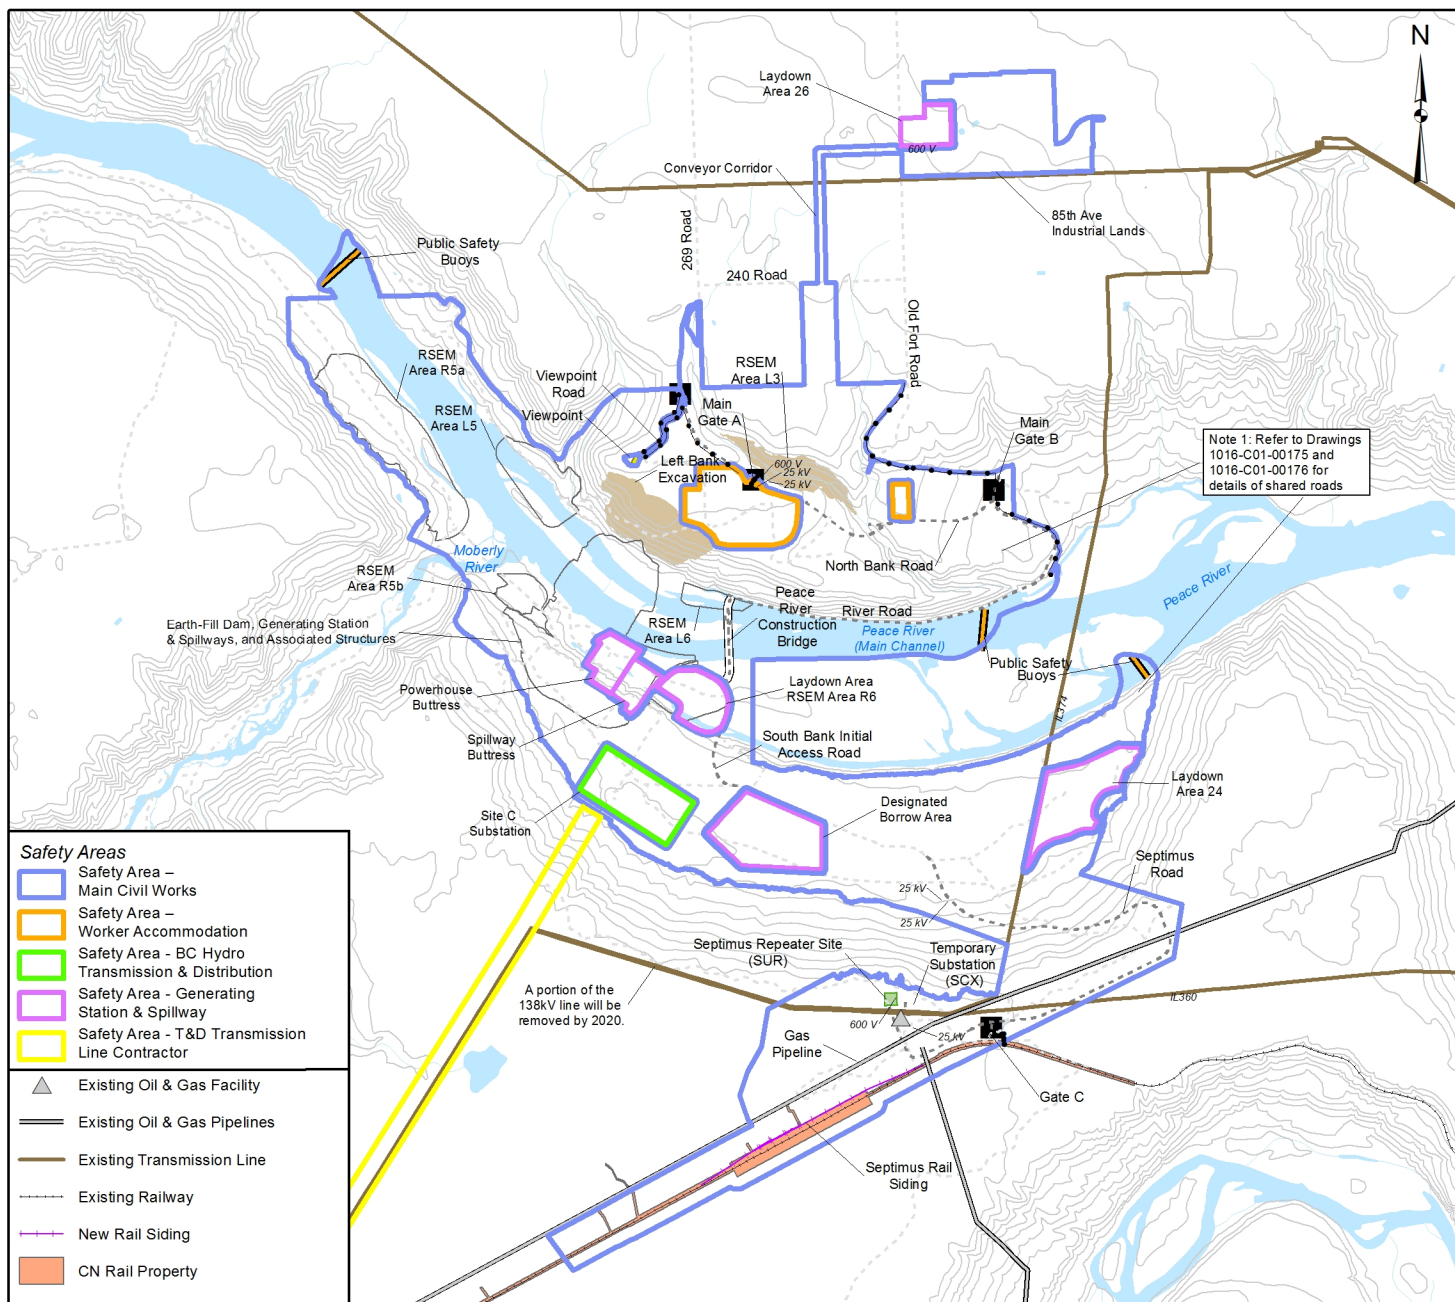 N
Laydown
Area 26
600 V
Conveyor Corridor
85th Ave
Industrial Lands
269 Road
240 Road
Public Safety
Buoys
Old Fort Road
RSEM
Area R5a
RSEM
Area L5
Viewpoint
Road
Viewpoint
RSEM
Area L3
Main
Gate A
Main
Gate B
Note 1: Refer to Drawings
1016-C01-00175 and
1016-C01-00176 for
details of shared roads
Left Bank
Excavation
600 V
25 kV
25 kV
Moberly
River
RSEM
Area R5b
North Bank Road
Peace River
Earth-Fill Dam, Generating Station
& Spillways, and Associated Structures
RSEM
Area L6
Peace
River
Construction
Bridge
River Road
Peace River
(Main Channel)
Public Safety
Buoys
Powerhouse
Buttress
Laydown Area
RSEM Area R6
IL374
Spillway
Buttress
South Bank Initial
Access Road
Laydown
Area 24
Site C
Substation
Designated
Borrow Area
Septimus
Road
25 kV
25 kV
Septimus Repeater Site
(SUR)
Temporary
Substation
(SCX)
A portion of the
138kV line will be
removed by 2020.
IL360
600 V
25 kV
Gas
Pipeline
Gate C
Septimus Rail
Siding
Safety Areas
Safety Area –
Main Civil Works
Safety Area –
Worker Accommodation
Safety Area - BC Hydro
Transmission & Distribution
Safety Area - Generating
Station & Spillway
Safety Area - T&D Transmission
Line Contractor
Existing Oil & Gas Facility
Existing Oil & Gas Pipelines
Existing Transmission Line
Existing Railway
New Rail Siding
CN Rail Property